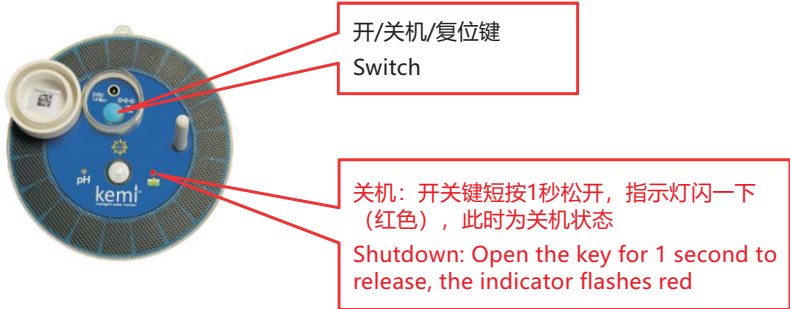 开/关机/复位键
Switch
pH
kemi
关机：开关键短按1秒松开，指示灯闪一下
（红色），此时为关机状态
Shutdown: Open the key for 1 second to
release, the indicator flashes red